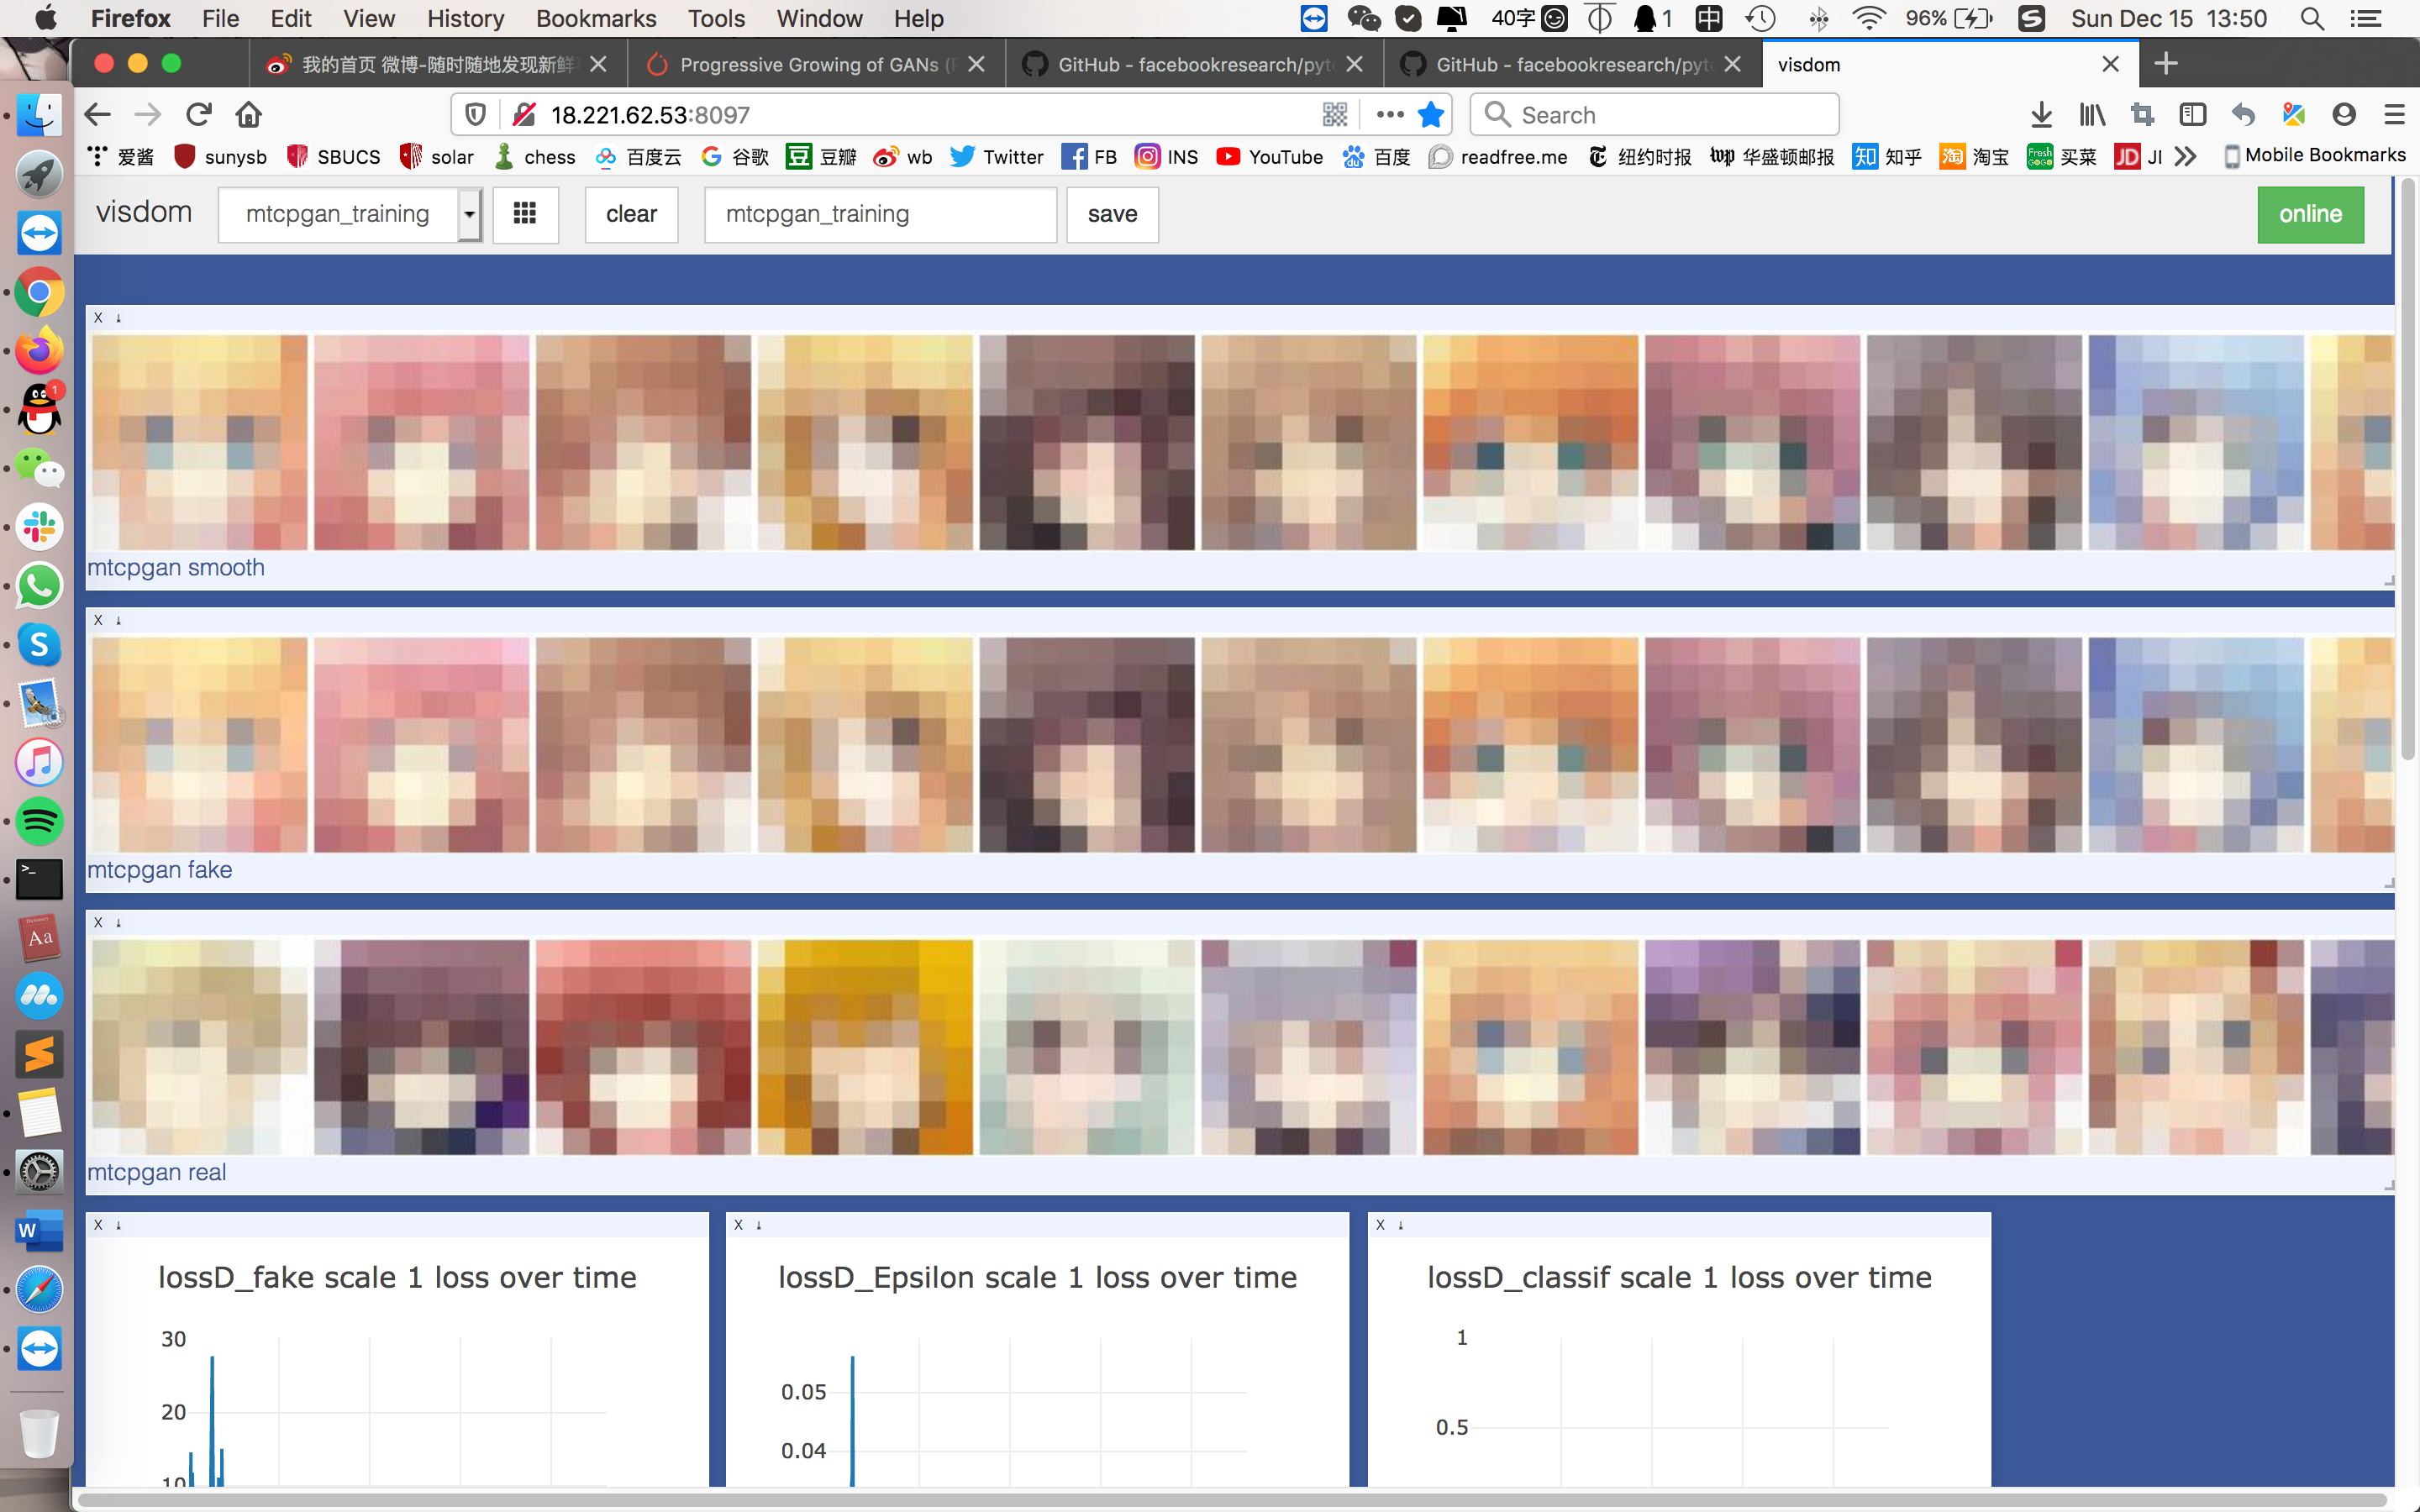 Firefox File Edit View History Bookmarks Tools Window Help 40字 1 中 96% Sun Dec 15 13:50
我的首页 微博-随时随地发现新鲜 Progressive Growing of GANs ( GitHub - facebookresearch/pyt GitHub - facebookresearch/pyt visdom
18.221.62.53:8097 Search
爱酱 sunysb SBUCS solar chess 百度云 谷歌 豆瓣 wb Twitter FB INS YouTube 百度 readfree.me 纽约时报 华盛顿邮报 知乎 淘宝 买菜 JI Mobile Bookmarks
visdom mtcpgan_training clear mtcpgan_training save online
X
mtcpgan smooth
X
mtcpgan fake
X
mtcpgan real
X X X
lossD_fake scale 1 loss over time lossD_Epsilon scale 1 loss over time lossD_classif scale 1 loss over time
30 1
0.05
20 0.5
0.04
10